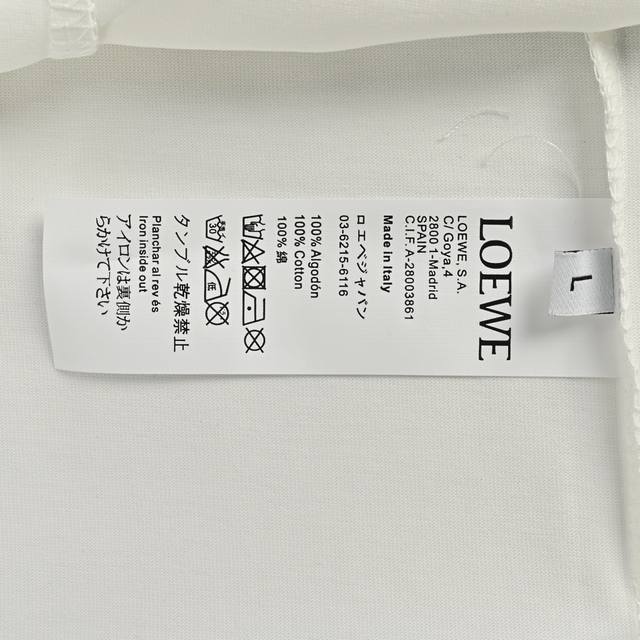 L
LOEWE
LOEWE, S.A.
C/ Goya,4
28001-Madrid
SPAIN
C.I.F.A-28003861
Made in Italy
ロエベジャパン
03-6215-6116
100% Algodón
100% Cotton
100% 綿
30
低
タンブル乾燥禁止
Planchar al revés
Iron inside out
アイロンは裏側か
らかけて下さい